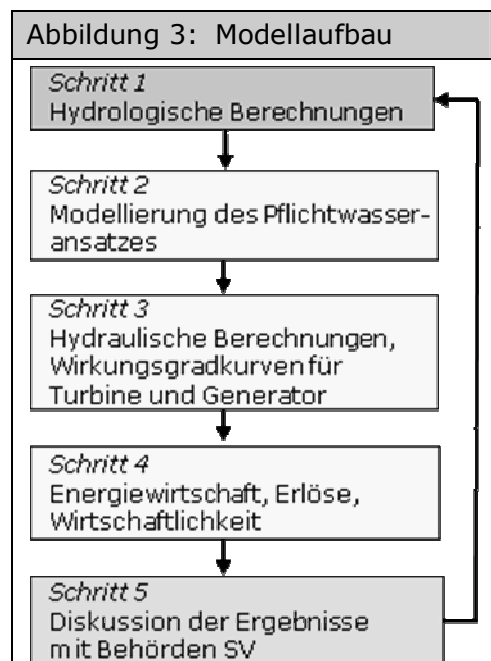 Abbildung 3: Modellaufbau
Schritt 1
Hydrologische Berechnungen
Schritt 2
Modellierung des Pflichtwasser-
ansatzes
Schritt 3
Hydraulische Berechnungen,
Wirkungsgradkurven für
Turbine und Generator
Schritt 4
Energiewirtschaft, Erlöse,
Wirtschaftlichkeit
Schritt 5
Diskussion der Ergebnisse
mit Behörden SV